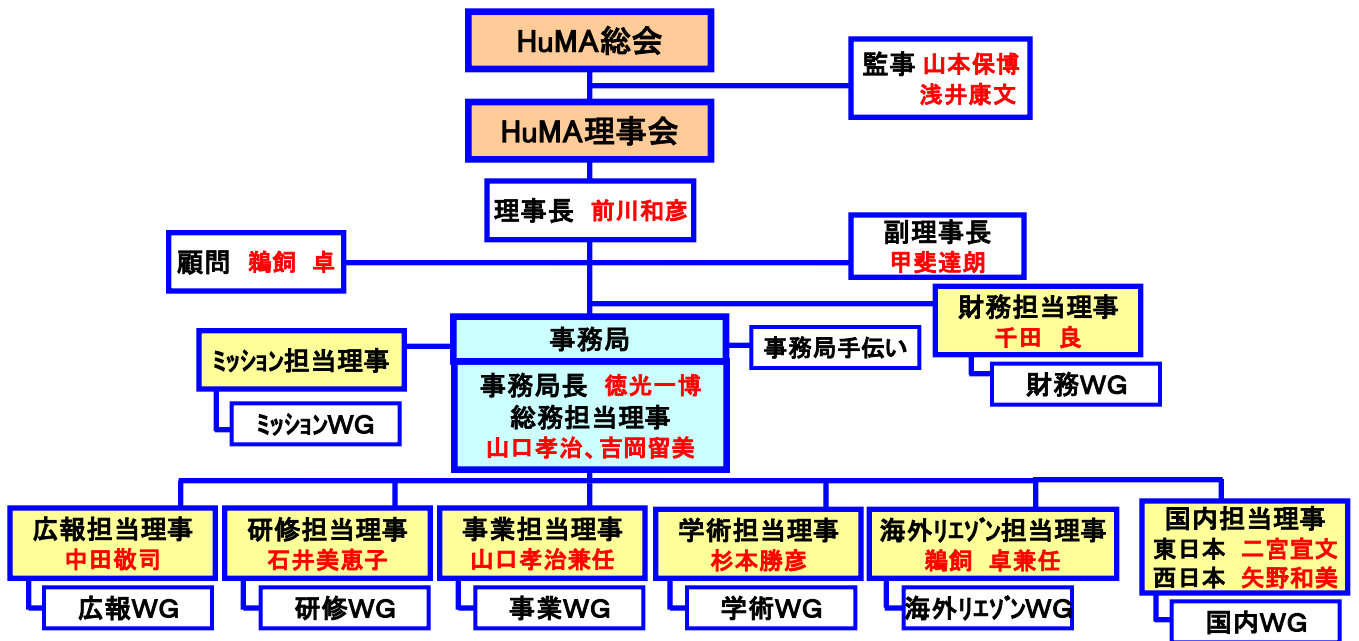 HuMA総会
監事 山本保博
浅井康文
HuMA理事会
理事長 前川和彦
顧問 鵜飼 卓
副理事長
甲斐達朗
財務担当理事
千田 良
財務WG
事務局
事務局手伝い
ミッション担当理事
ミッションWG
事務局長 徳光一博
総務担当理事
山口孝治、吉岡留美
広報担当理事
中田敬司
広報WG
研修担当理事
石井美恵子
研修WG
事業担当理事
山口孝治兼任
事業WG
学術担当理事
杉本勝彦
学術WG
海外リエゾン担当理事
鵜飼 卓兼任
海外リエゾンWG
国内担当理事
東日本 二宮宣文
西日本 矢野和美
国内WG